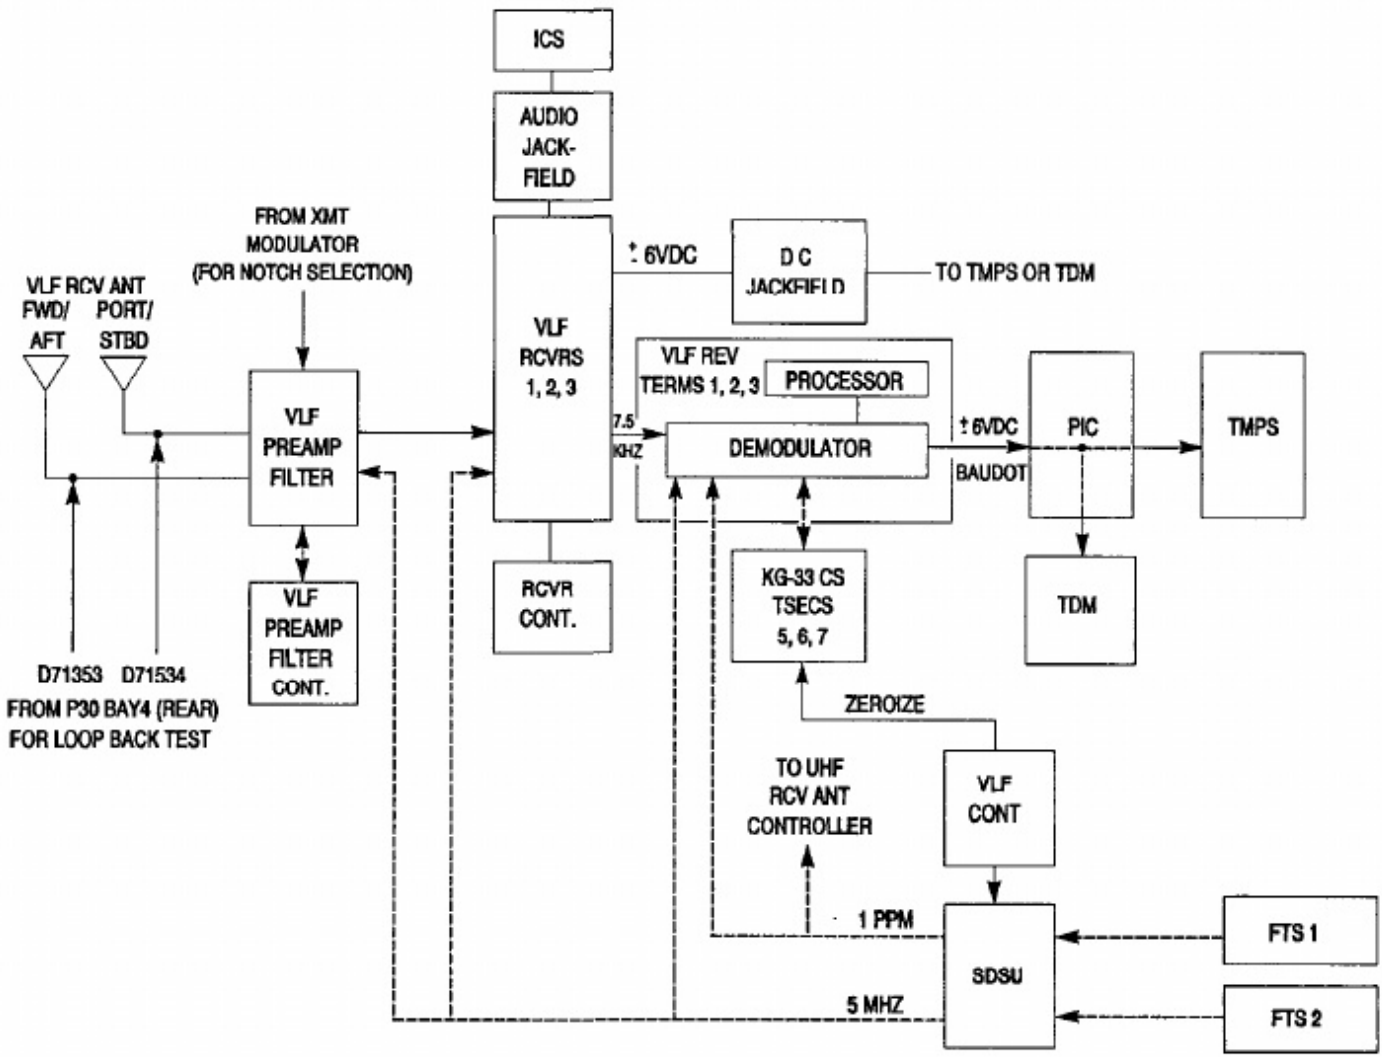 ICS
AUDIO
JACK-
FIELD
FROM XMT
MODULATOR
(FOR NOTCH SELECTION)
VLF RCV ANT
FWD/
AFT
PORT/
STBD
VLF
PREAMP
FILTER
VLF
PREAMP
FILTER
CONT.
D71353
D71534
FROM P30 BAY4 (REAR)
FOR LOOP BACK TEST
VLF
RCVRS
1, 2, 3
RCVR
CONT.
± 6VDC
D C
JACKFIELD
TO TMPS OR TDM
7.5
KHZ
VLF REV
TERMS 1, 2, 3
PROCESSOR
DEMODULATOR
± 6VDC
BAUDOT
PIC
TMPS
TDM
KG-33 CS
TSECS
5, 6, 7
ZEROIZE
VLF
CONT
TO UHF
RCV ANT
CONTROLLER
1 PPM
5 MHZ
SDSU
FTS 1
FTS 2